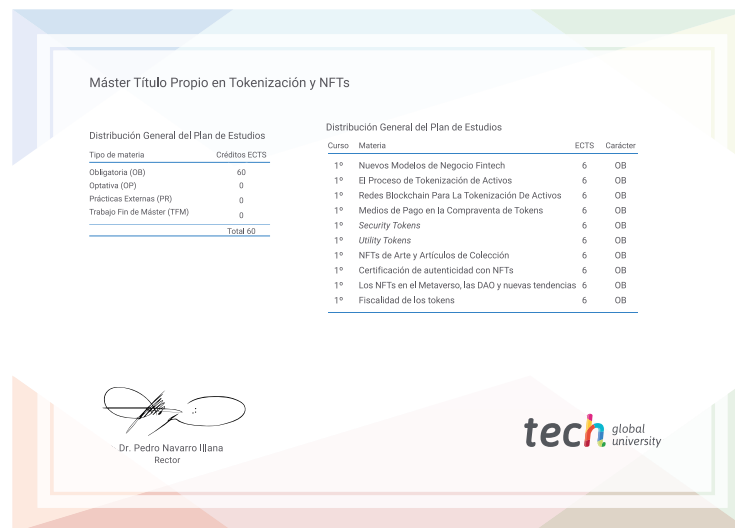 Máster Título Propio en Tokenización y NFTs
Distribución General del Plan de Estudios
Tipo de materia Créditos ECTS
Obligatoria (OB) 60
Optativa (OP) 0
Prácticas Externas (PR) 0
Trabajo Fin de Máster (TFM) 0
Total 60
Distribución General del Plan de Estudios
Curso Materia ECTS Carácter
1º Nuevos Modelos de Negocio Fintech 6 OB
1º El Proceso de Tokenización de Activos 6 OB
1º Redes Blockchain Para La Tokenización De Activos 6 OB
1º Medios de Pago en la Compraventa de Tokens 6 OB
1º Security Tokens 6 OB
1º Utility Tokens 6 OB
1º NFTs de Arte y Artículos de Colección 6 OB
1º Certificación de autenticidad con NFTs 6 OB
1º Los NFTs en el Metaverso, las DAO y nuevas tendencias 6 OB
1º Fiscalidad de los tokens 6 OB
Dr. Pedro Navarro Illana
Rector
tech global
university